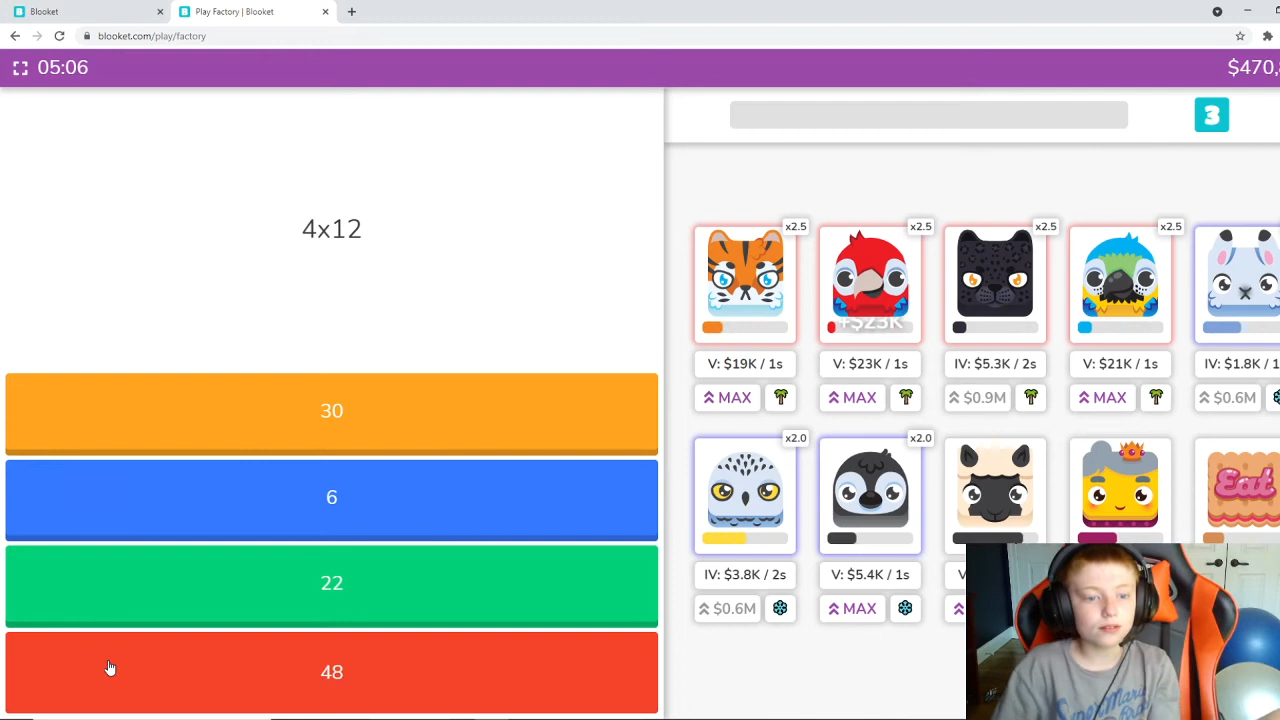 Blooket
Play Factory | Blooket
blooket.com/play/factory
05:06
$470,
3
4x12
30
6
22
48
x2.5
x2.5
x2.5
x2.5
+$23K
V: $19K / 1s
V: $23K / 1s
IV: $5.3K / 2s
V: $21K / 1s
IV: $1.8K / 1
MAX
MAX
$0.9M
MAX
$0.6M
x2.0
x2.0
Eat
IV: $3.8K / 2s
V: $5.4K / 1s
V
$0.6M
MAX